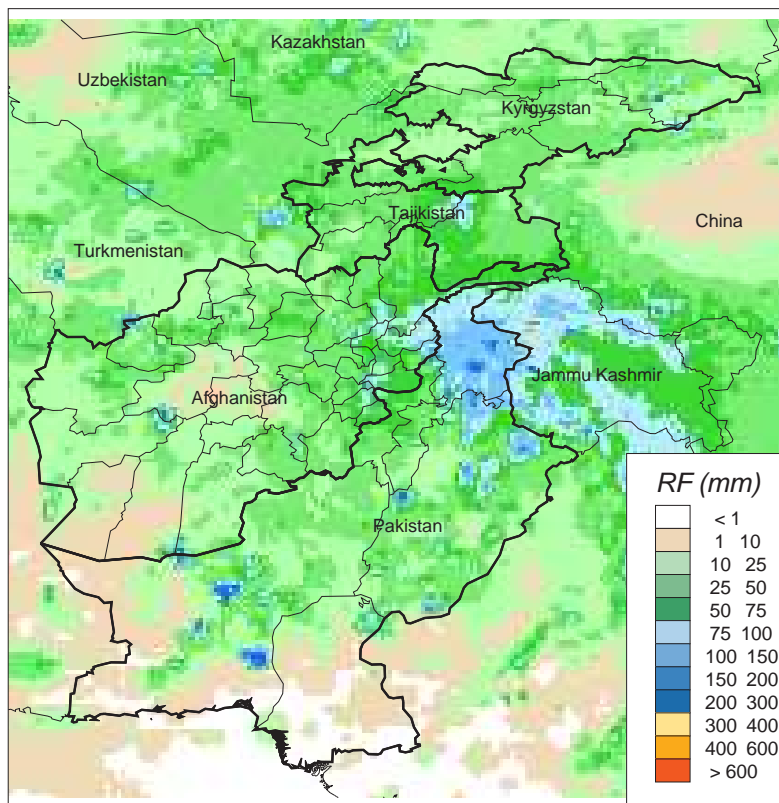 Kazakhstan
Uzbekistan
Kyrgyzstan
Tajikistan
China
Turkmenistan
Jammu Kashmir
Afghanistan
Pakistan
RF (mm)
< 1
1 10
10 25
25 50
50 75
75 100
100 150
150 200
200 300
300 400
400 600
> 600